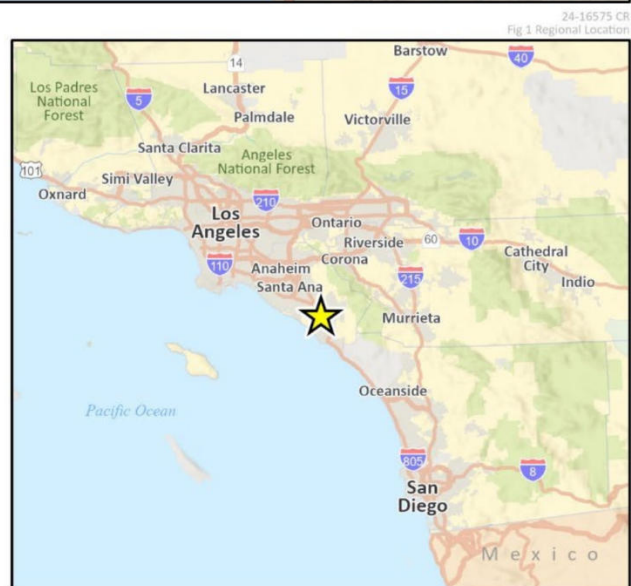 24-16575 CR
Fig 1 Regional Location
Barstow
40
14
Los Padres
National
Forest
5
Lancaster
15
Palmdale
Victorville
Santa Clarita
Angeles
National Forest
101
Simi Valley
Oxnard
210
Los
Angeles
Ontario
Riverside
60
10
Cathedral
City
110
Anaheim
Corona
215
Indio
Santa Ana
Murrieta
Oceanside
Pacific Ocean
805
8
San
Diego
Mexico